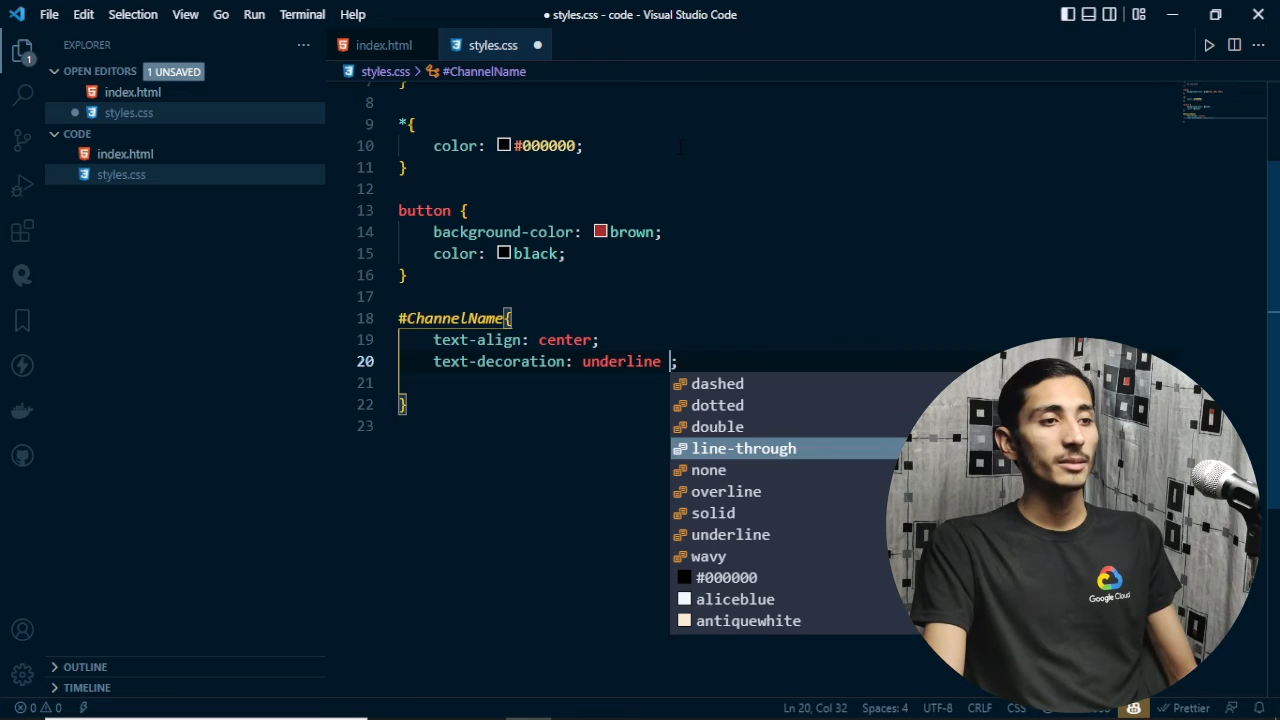 File Edit Selection View Go Run Terminal Help
● styles.css - code - Visual Studio Code
EXPLORER
index.html
styles.css
OPEN EDITORS 1 UNSAVED
styles.css > #ChannelName
index.html
styles.css
CODE
index.html
styles.css
1
7 }
8
9 *{
10 color: #000000;
11 }
12
13 button {
14 background-color: brown;
15 color: black;
16 }
17
18 #ChannelName{
19 text-align: center;
20 text-decoration: underline ;
21
22 }
23
dashed
dotted
double
line-through
none
overline
solid
underline
wavy
#000000
aliceblue
antiquewhite
Google Cloud
OUTLINE
TIMELINE
0 0 Ln 20, Col 32 Spaces: 4 UTF-8 CRLF CSS Prettier